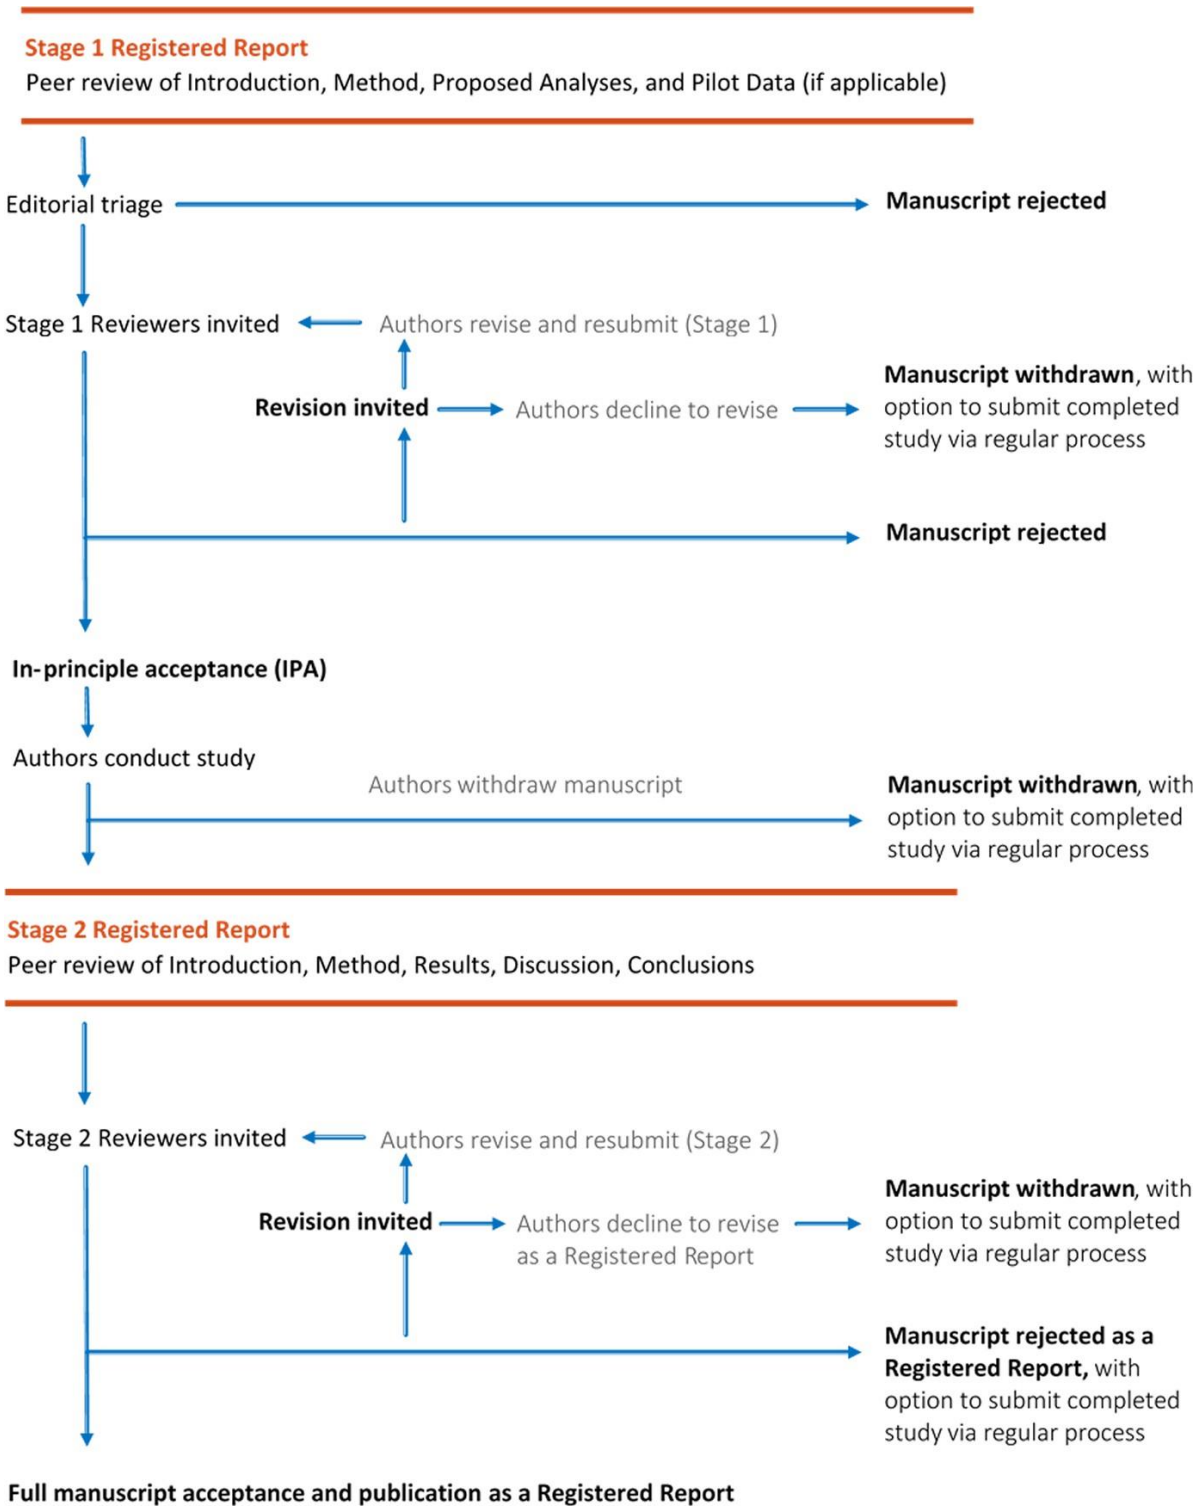 Stage 1 Registered Report
Peer review of Introduction, Method, Proposed Analyses, and Pilot Data (if applicable)
Editorial triage
Manuscript rejected
Stage 1 Reviewers invited
Authors revise and resubmit (Stage 1)
Revision invited
Authors decline to revise
Manuscript withdrawn, with
option to submit completed
study via regular process
Manuscript rejected
In-principle acceptance (IPA)
Authors conduct study
Authors withdraw manuscript
Manuscript withdrawn, with
option to submit completed
study via regular process
Stage 2 Registered Report
Peer review of Introduction, Method, Results, Discussion, Conclusions
Stage 2 Reviewers invited
Authors revise and resubmit (Stage 2)
Revision invited
Authors decline to revise
as a Registered Report
Manuscript withdrawn, with
option to submit completed
study via regular process
Manuscript rejected as a
Registered Report, with
option to submit completed
study via regular process
Full manuscript acceptance and publication as a Registered Report